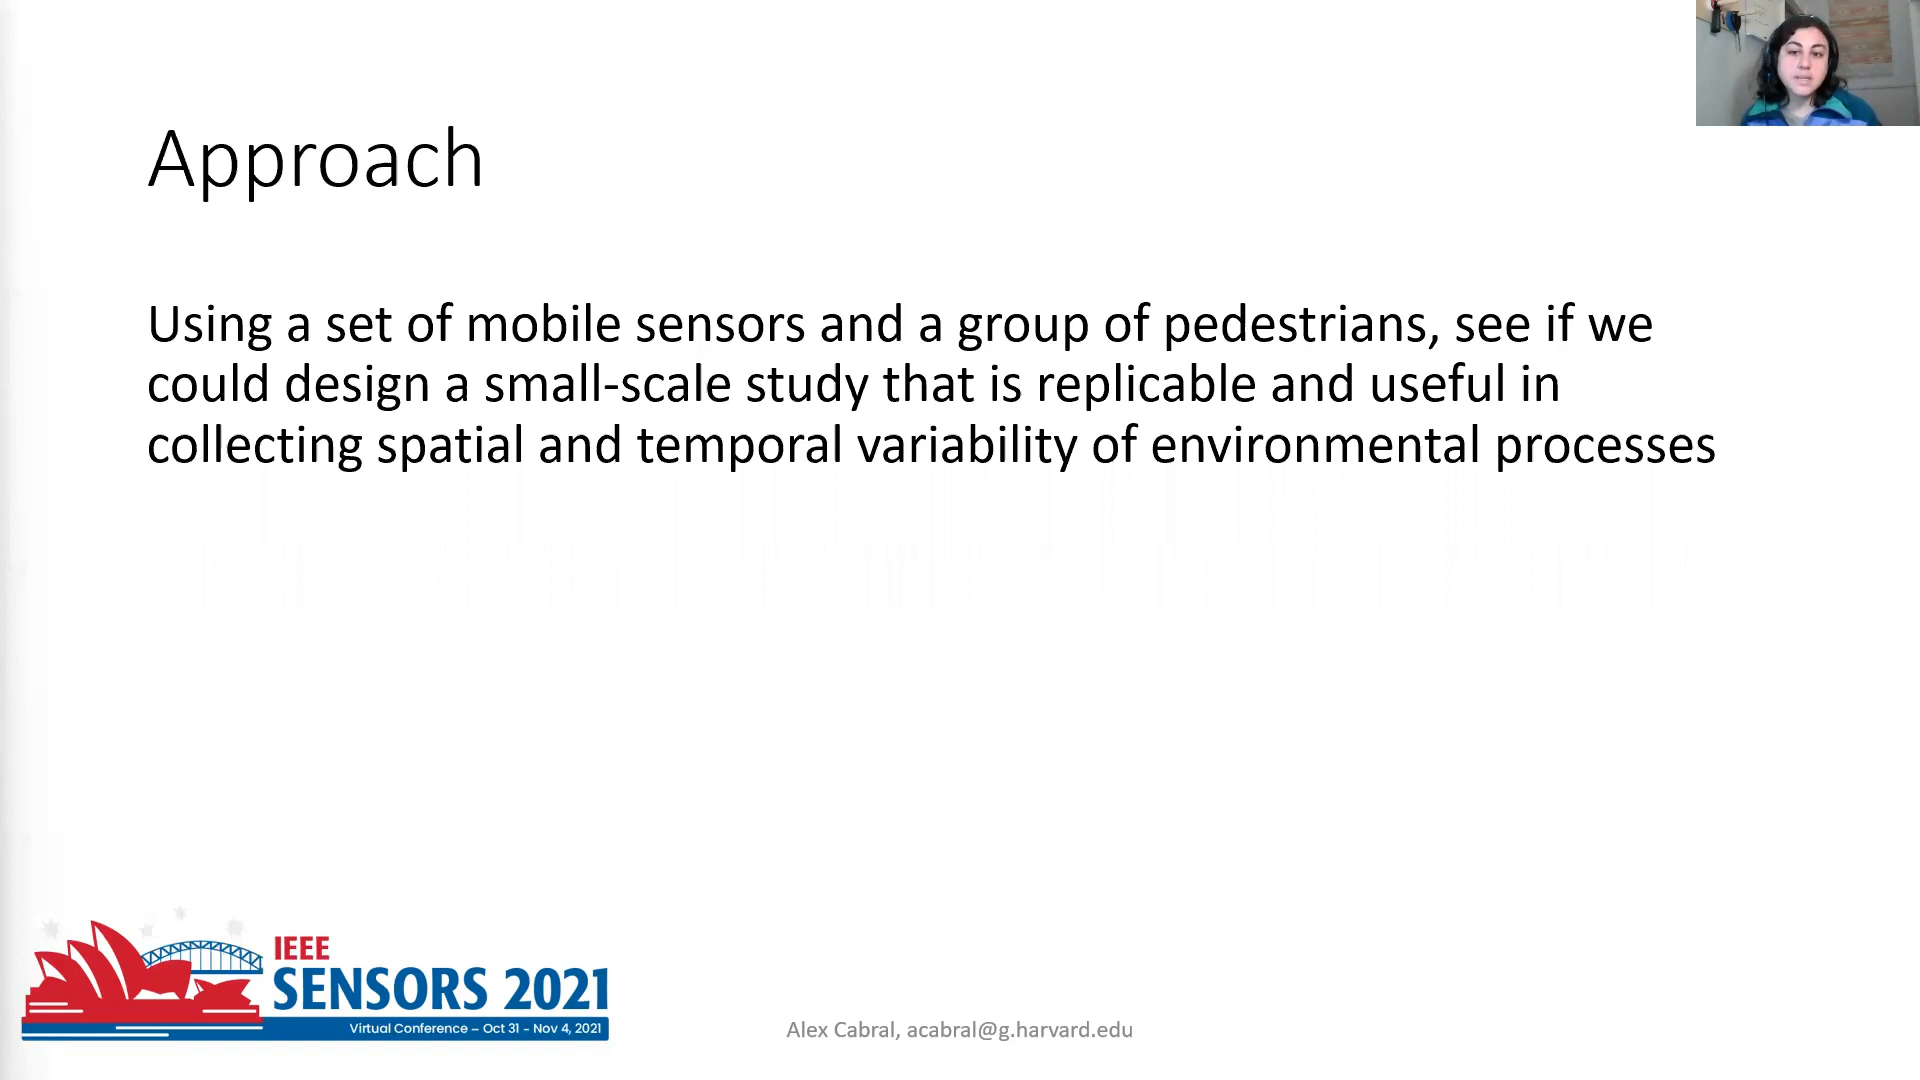 Approach
Using a set of mobile sensors and a group of pedestrians, see if we
could design a small-scale study that is replicable and useful in
collecting spatial and temporal variability of environmental processes
IEEE
SENSORS 2021
Virtual Conference – Oct 31 - Nov 4, 2021
Alex Cabral, acabral@g.harvard.edu